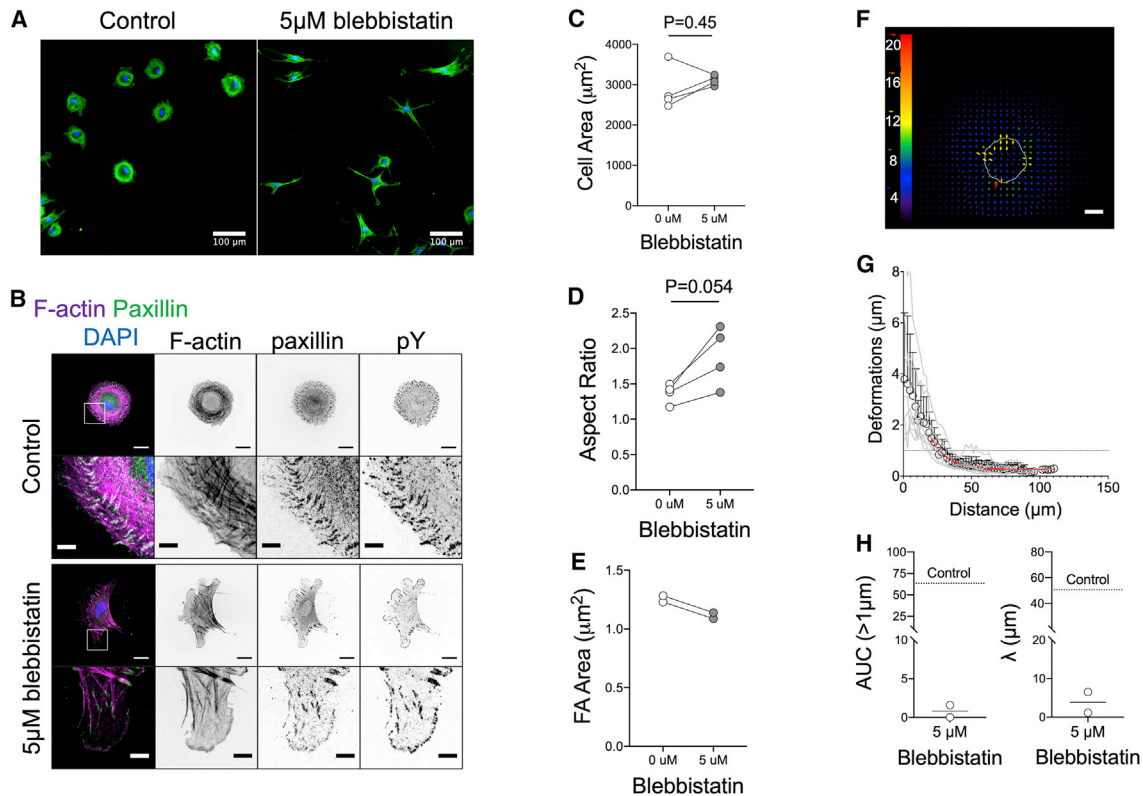 A
Control
5µM blebbistatin
100 µm
100 µm
B
F-actin Paxillin
DAPI
F-actin
paxillin
pY
Control
5µM blebbistatin
C
P=0.45
Cell Area (µm2)
4000
3000
2000
1000
0
0 uM
5 uM
Blebbistatin
D
P=0.054
Aspect Ratio
2.5
2.0
1.5
1.0
0.5
0.0
0 uM
5 uM
Blebbistatin
E
FA Area (µm2)
1.5
1.0
0.5
0.0
0 uM
5 uM
Blebbistatin
F
20
16
12
8
4
G
Deformations (µm)
8
6
4
2
0
0
50
100
150
Distance (µm)
H
AUC (>1µm)
100
75
50
25
10
5
0
Control
5 µM
Blebbistatin
λ (µm)
80
60
40
20
10
0
Control
5 µM
Blebbistatin